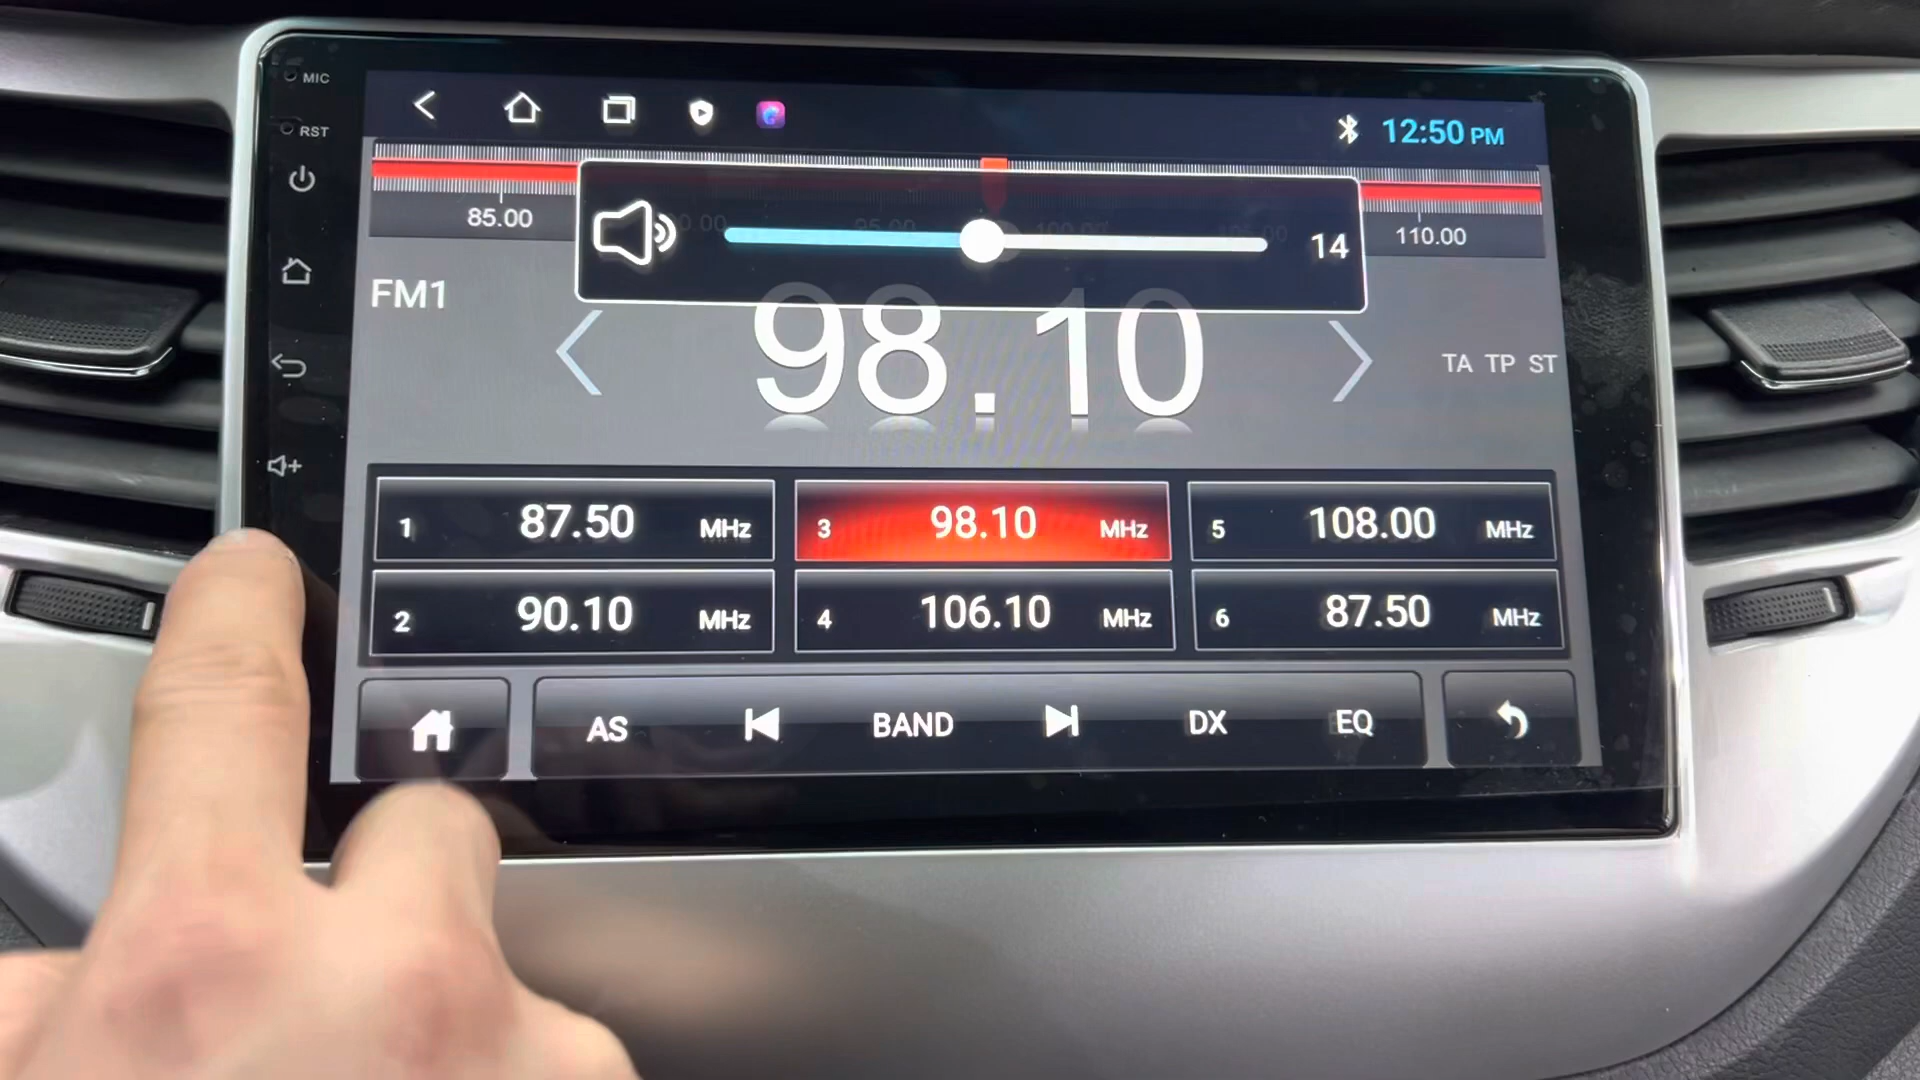 MIC
RST
12:50 PM
85.00
110.00
14
FM1
98.10
TA TP ST
1 87.50 MHz
3 98.10 MHz
5 108.00 MHz
2 90.10 MHz
4 106.10 MHz
6 87.50 MHz
AS
BAND
DX
EQ